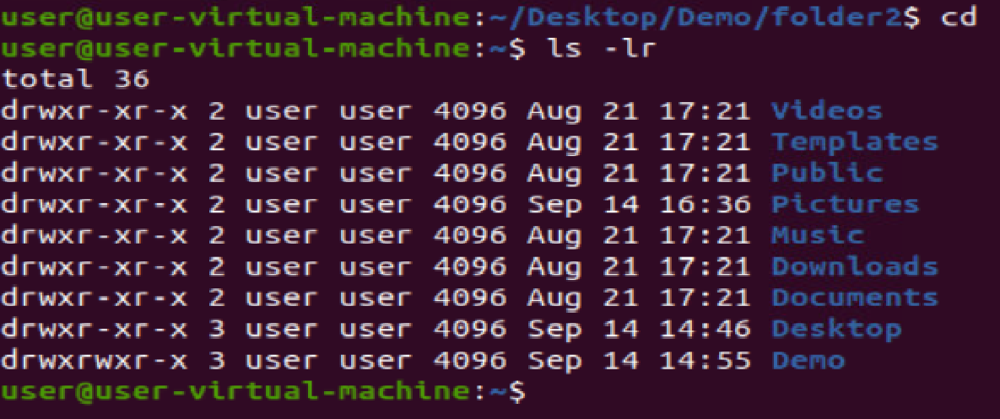 user@user-virtual-machine:~/Desktop/Demo/folder2$ cd
user@user-virtual-machine:~$ ls -lr
total 36
drwxr-xr-x 2 user user 4096 Aug 21 17:21 Videos
drwxr-xr-x 2 user user 4096 Aug 21 17:21 Templates
drwxr-xr-x 2 user user 4096 Aug 21 17:21 Public
drwxr-xr-x 2 user user 4096 Sep 14 16:36 Pictures
drwxr-xr-x 2 user user 4096 Aug 21 17:21 Music
drwxr-xr-x 2 user user 4096 Aug 21 17:21 Downloads
drwxr-xr-x 2 user user 4096 Aug 21 17:21 Documents
drwxr-xr-x 3 user user 4096 Sep 14 14:46 Desktop
drwxrwxr-x 3 user user 4096 Sep 14 14:55 Demo
user@user-virtual-machine:~$